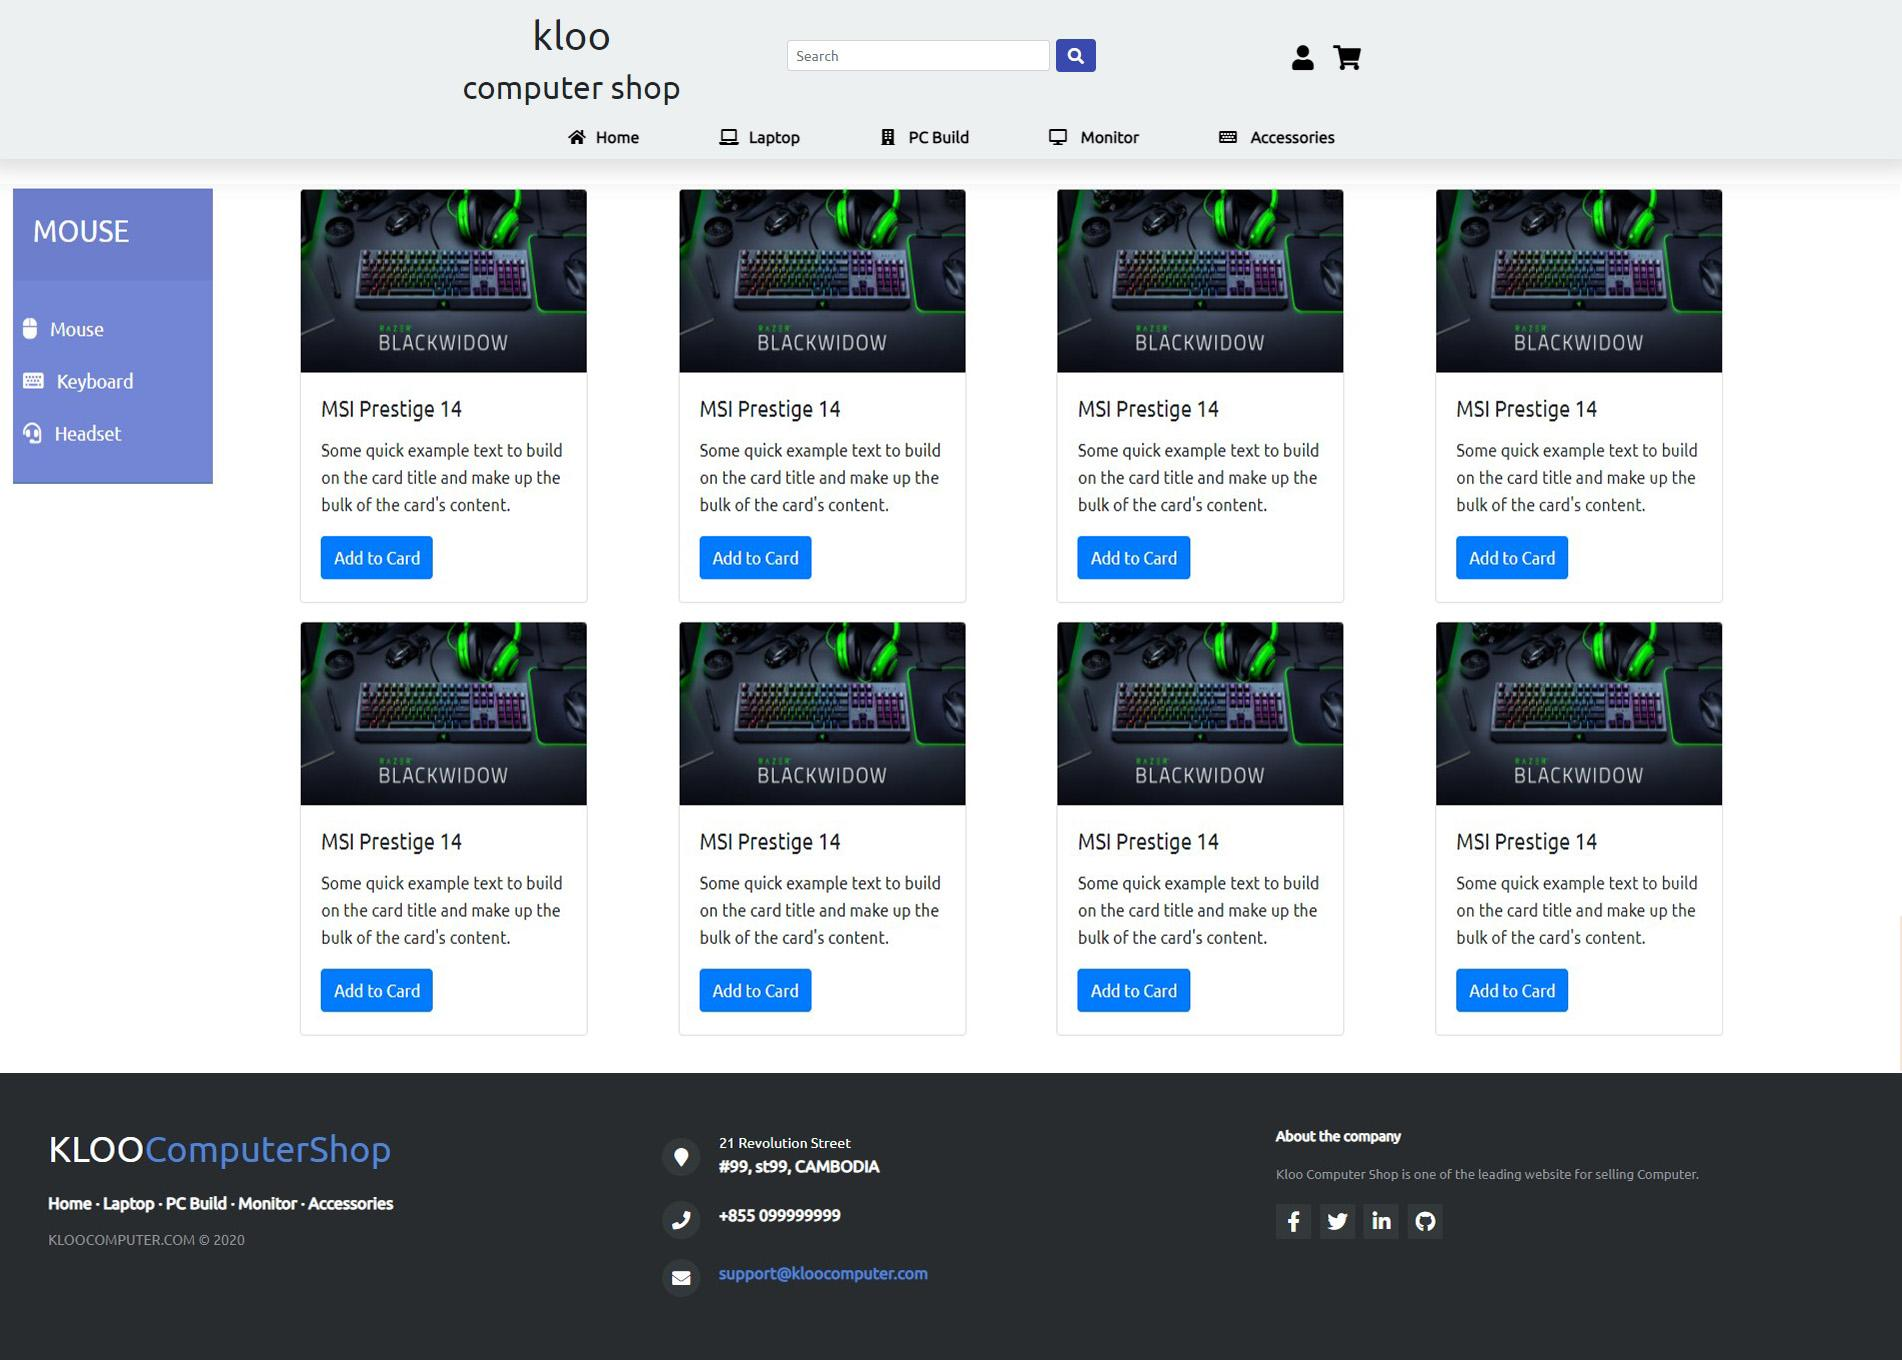 kloo
computer shop
Search
Home
Laptop
PC Build
Monitor
Accessories
MOUSE
Mouse
Keyboard
Headset
RAZER
BLACKWIDOW
MSI Prestige 14
Some quick example text to build
on the card title and make up the
bulk of the card's content.
Add to Card
RAZER
BLACKWIDOW
MSI Prestige 14
Some quick example text to build
on the card title and make up the
bulk of the card's content.
Add to Card
RAZER
BLACKWIDOW
MSI Prestige 14
Some quick example text to build
on the card title and make up the
bulk of the card's content.
Add to Card
RAZER
BLACKWIDOW
MSI Prestige 14
Some quick example text to build
on the card title and make up the
bulk of the card's content.
Add to Card
RAZER
BLACKWIDOW
MSI Prestige 14
Some quick example text to build
on the card title and make up the
bulk of the card's content.
Add to Card
RAZER
BLACKWIDOW
MSI Prestige 14
Some quick example text to build
on the card title and make up the
bulk of the card's content.
Add to Card
RAZER
BLACKWIDOW
MSI Prestige 14
Some quick example text to build
on the card title and make up the
bulk of the card's content.
Add to Card
RAZER
BLACKWIDOW
MSI Prestige 14
Some quick example text to build
on the card title and make up the
bulk of the card's content.
Add to Card
KLOOComputerShop
Home · Laptop · PC Build · Monitor · Accessories
KLOOCOMPUTER.COM © 2020
21 Revolution Street
#99, st99, CAMBODIA
+855 099999999
support@kloocomputer.com
About the company
Kloo Computer Shop is one of the leading website for selling Computer.